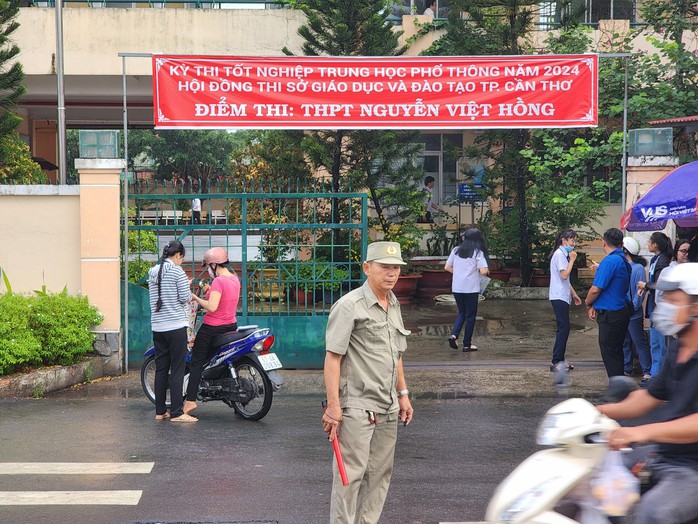 KỲ THI TỐT NGHIỆP TRUNG HỌC PHỔ THÔNG NĂM 2024
HỘI ĐỒNG THI SỞ GIÁO DỤC VÀ ĐÀO TẠO TP. CẦN THƠ
ĐIỂM THI: THPT NGUYỄN VIỆT HỒNG
VUS